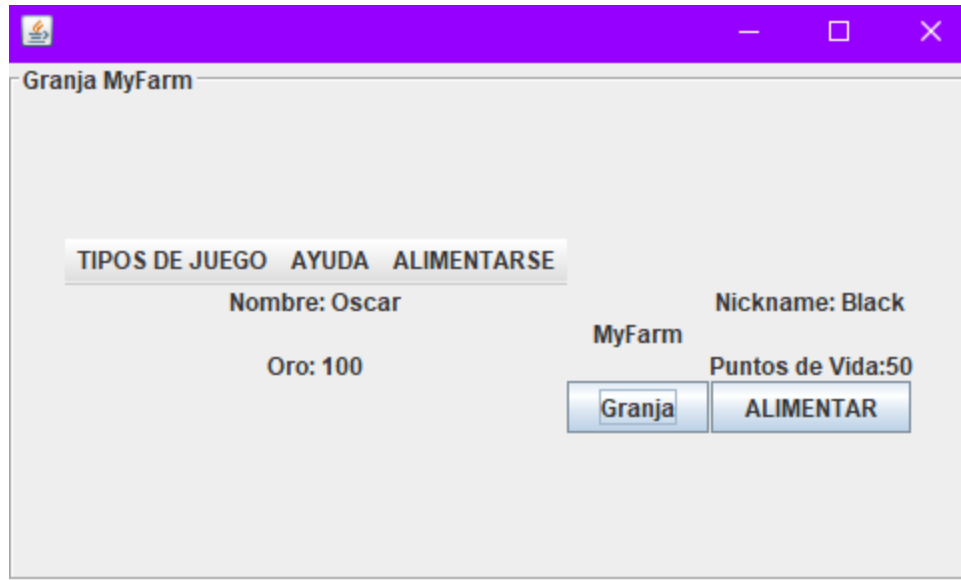 Granja MyFarm
TIPOS DE JUEGO AYUDA ALIMENTARSE
Nombre: Oscar Nickname: Black
MyFarm
Oro: 100 Puntos de Vida:50
Granja ALIMENTAR